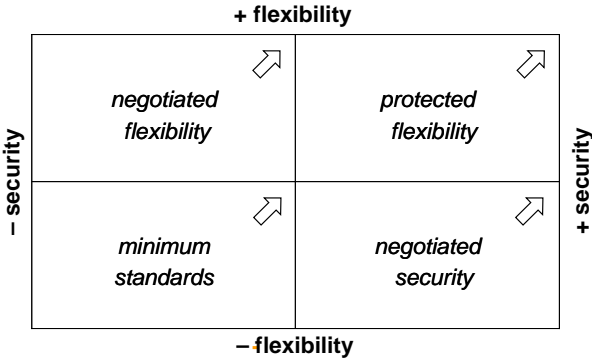 + flexibility
negotiated
flexibility
protected
flexibility
– security
+ security
minimum
standards
negotiated
security
– flexibility